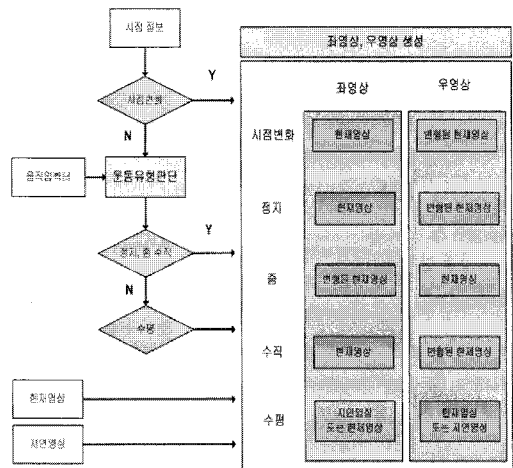 시점 정보
좌영상, 우영상 생성
Y
시점변화
좌영상
우영상
N
시점변화
현재영상
변형된 현재영상
움직임벡터
운동유형판단
정지
현재영상
변형된 현재영상
Y
정지, 줌 수직
줌
변형된 현재영상
현재영상
N
수평
수직
현재영상
변형된 현재영상
현재영상
수평
지연영상
또는 현재영상
현재영상
또는 지연영상
지연영상